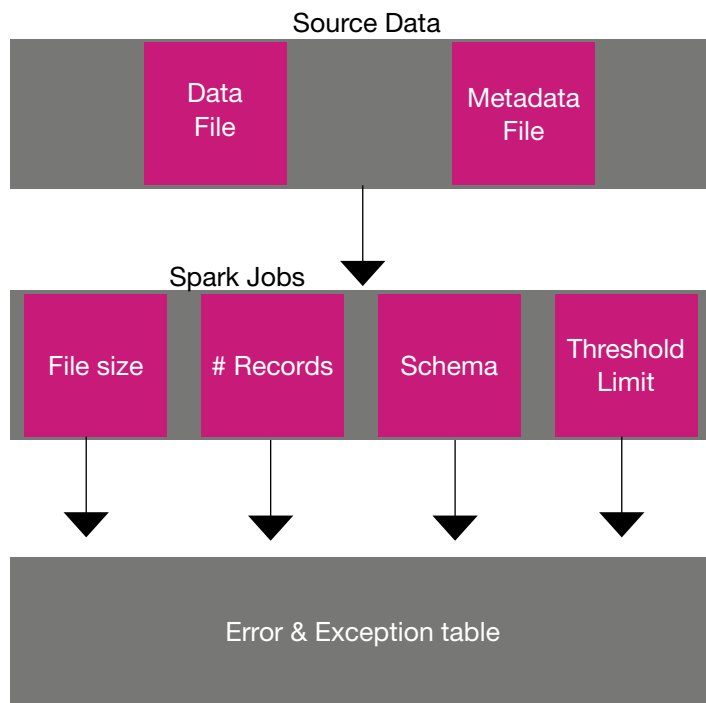 Source Data
Data
File
Metadata
File
Spark Jobs
File size
# Records
Schema
Threshold
Limit
Error & Exception table